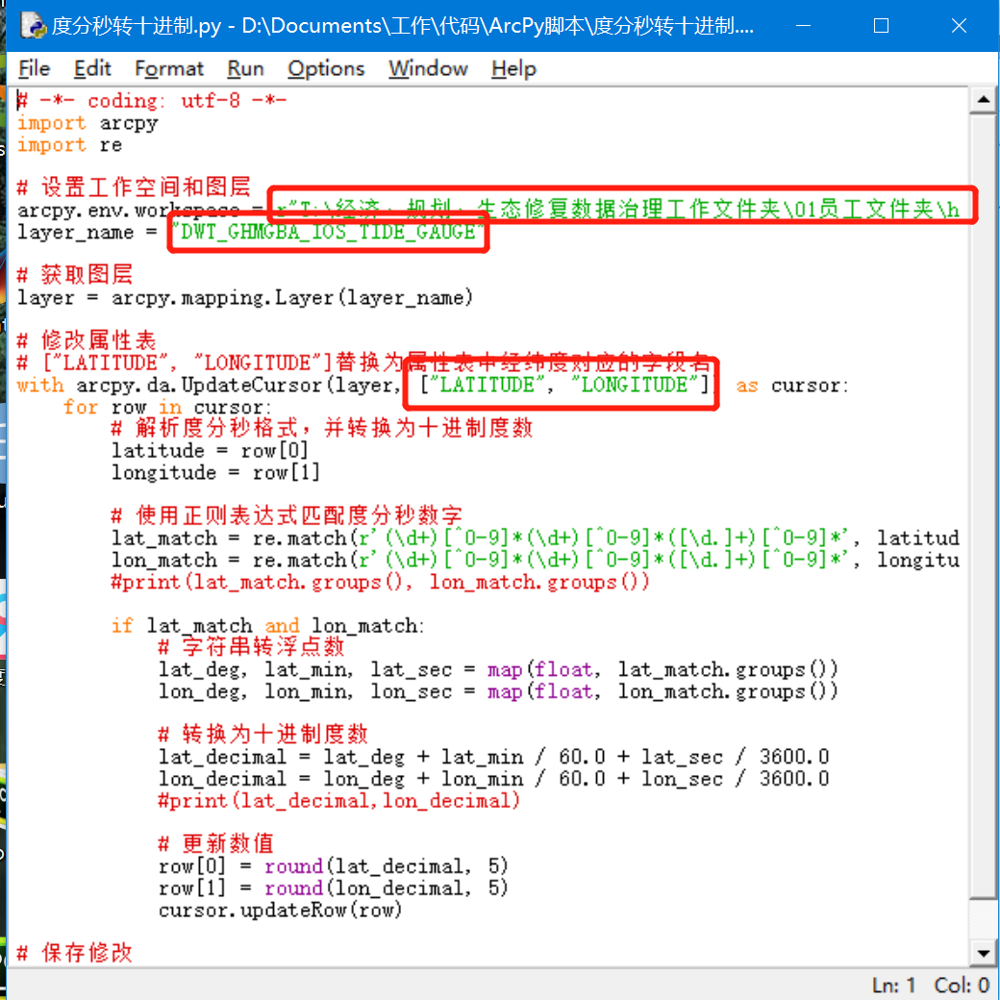 度分秒转十进制.py - D:\Documents\工作\代码\ArcPy脚本\度分秒转十进制....
File Edit Format Run Options Window Help
# -*- coding: utf-8 -*-
import arcpy
import re
# 设置工作空间和图层
arcpy.env.workspace = r"T:\经济、规划、生态修复数据治理工作文件夹\01员工文件夹\h
layer_name = "DWT_GHMGBA_IOS_TIDE_GAUGE"
# 获取图层
layer = arcpy.mapping.Layer(layer_name)
# 修改属性表
# ["LATITUDE", "LONGITUDE"]替换为属性表中经纬度对应的字段名
with arcpy.da.UpdateCursor(layer, ["LATITUDE", "LONGITUDE"] as cursor:
    for row in cursor:
        # 解析度分秒格式，并转换为十进制度数
        latitude = row[0]
        longitude = row[1]
        # 使用正则表达式匹配度分秒数字
        lat_match = re.match(r'(\d+)[^0-9]*(\d+)[^0-9]*([\d.]+)[^0-9]*', latitud
        lon_match = re.match(r'(\d+)[^0-9]*(\d+)[^0-9]*([\d.]+)[^0-9]*', longitu
        #print(lat_match.groups(), lon_match.groups())
        if lat_match and lon_match:
            # 字符串转浮点数
            lat_deg, lat_min, lat_sec = map(float, lat_match.groups())
            lon_deg, lon_min, lon_sec = map(float, lon_match.groups())
            # 转换为十进制度数
            lat_decimal = lat_deg + lat_min / 60.0 + lat_sec / 3600.0
            lon_decimal = lon_deg + lon_min / 60.0 + lon_sec / 3600.0
            #print(lat_decimal,lon_decimal)
            # 更新数值
            row[0] = round(lat_decimal, 5)
            row[1] = round(lon_decimal, 5)
            cursor.updateRow(row)
# 保存修改
Ln: 1 Col: 0